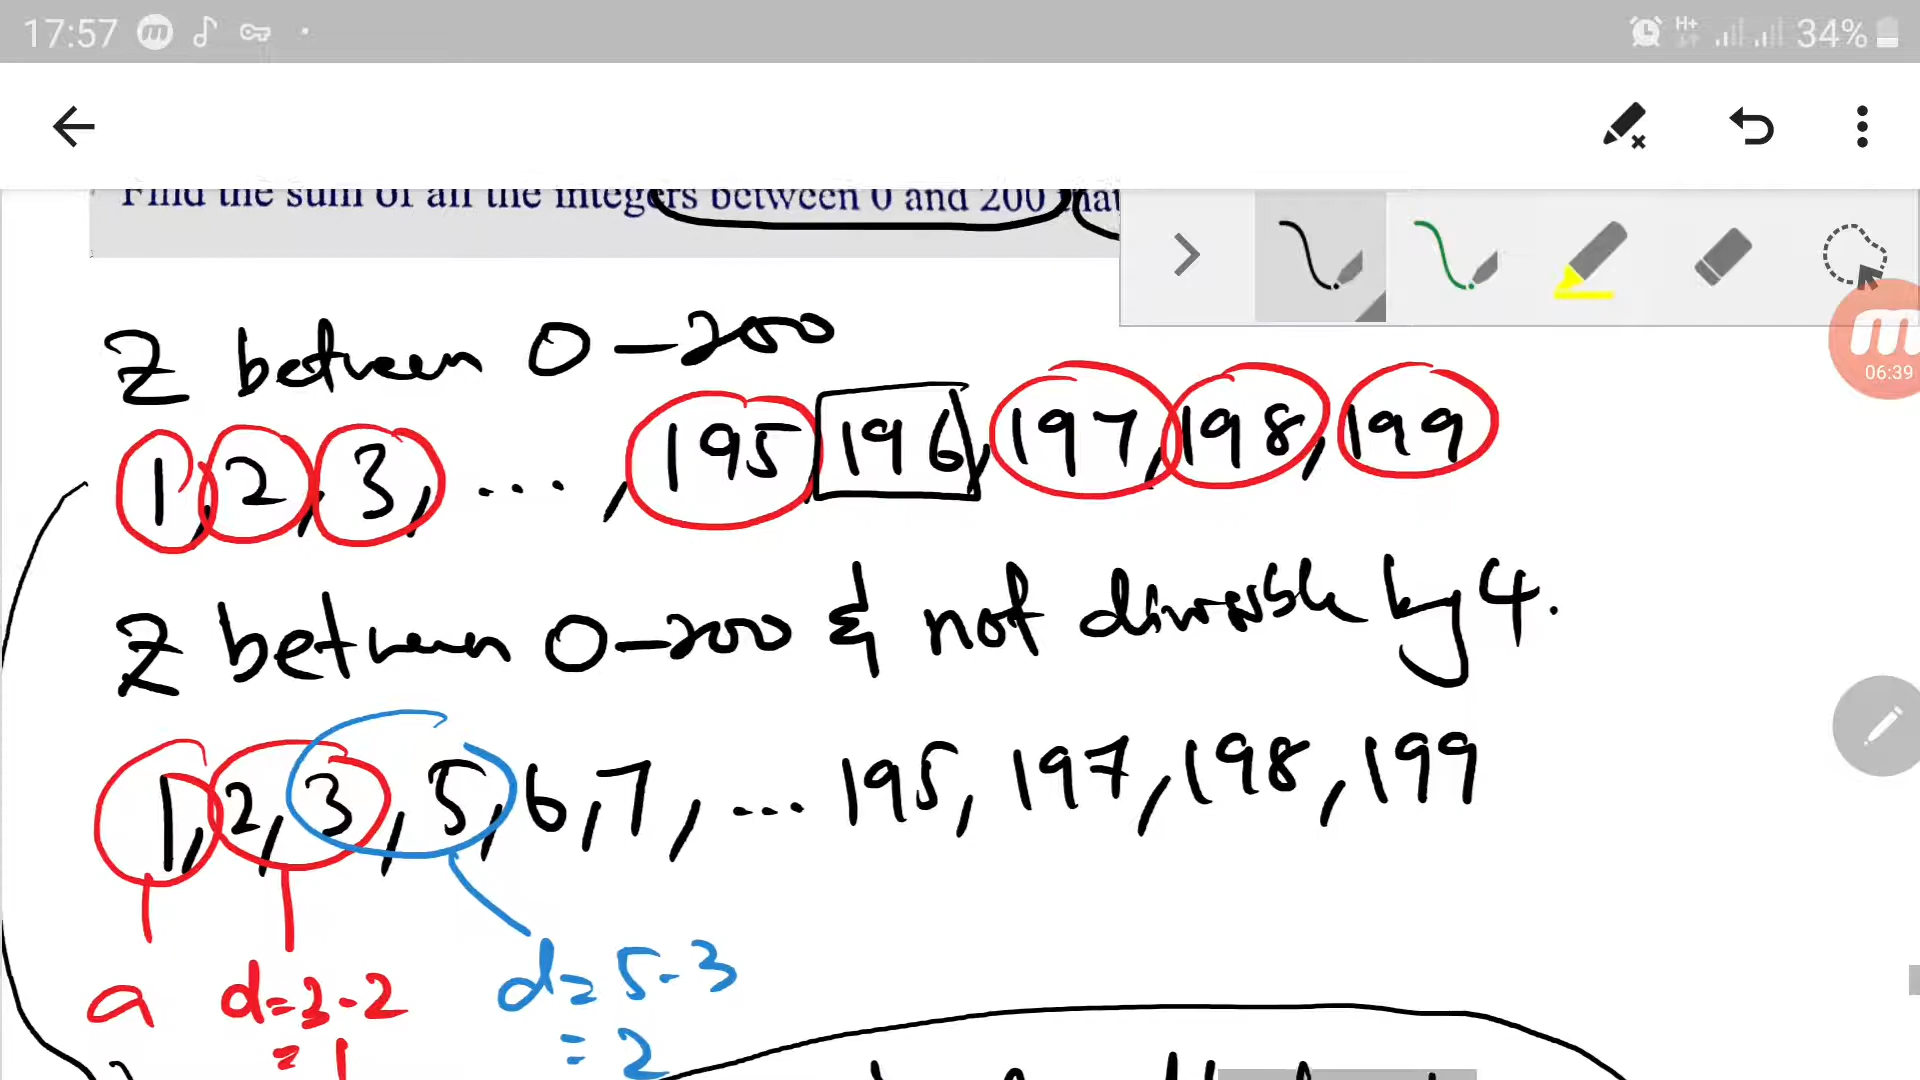 17:57 34%
Find the sum of all the integers between 0 and 200 that
06:39
Z between 0-200
1, 2, 3, ..., 195, 196, 197, 198, 199
Z between 0-200 & not divisible by 4.
1, 2, 3, 5, 6, 7, ... 195, 197, 198, 199
a d=3-2 d= 5-3
= 1 = 2